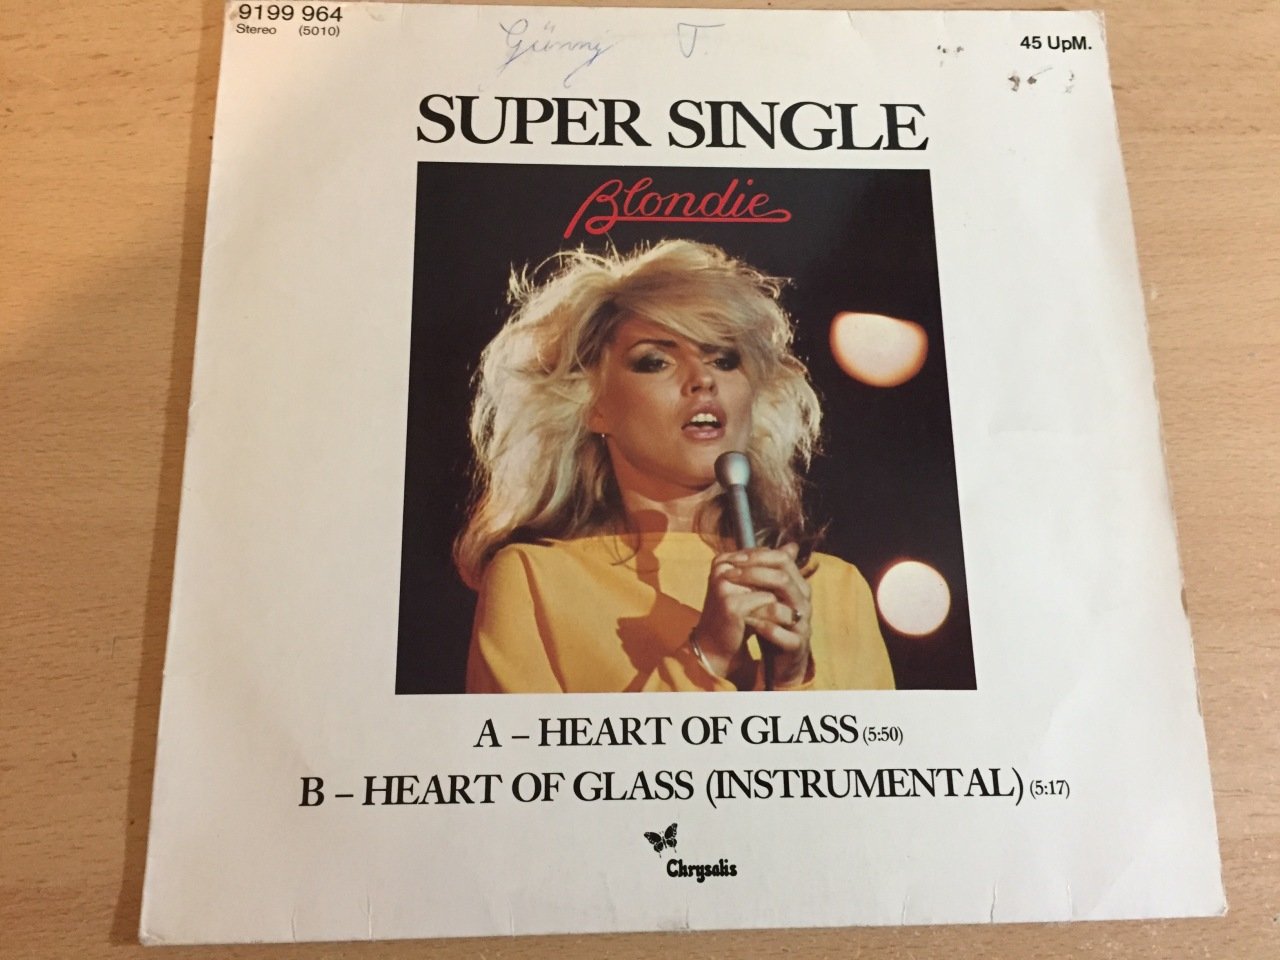 9199 964
Stereo (5010)
45 UpM.
SUPER SINGLE
Blondie
A – HEART OF GLASS (5:50)
B – HEART OF GLASS (INSTRUMENTAL) (5:17)
Chrysalis